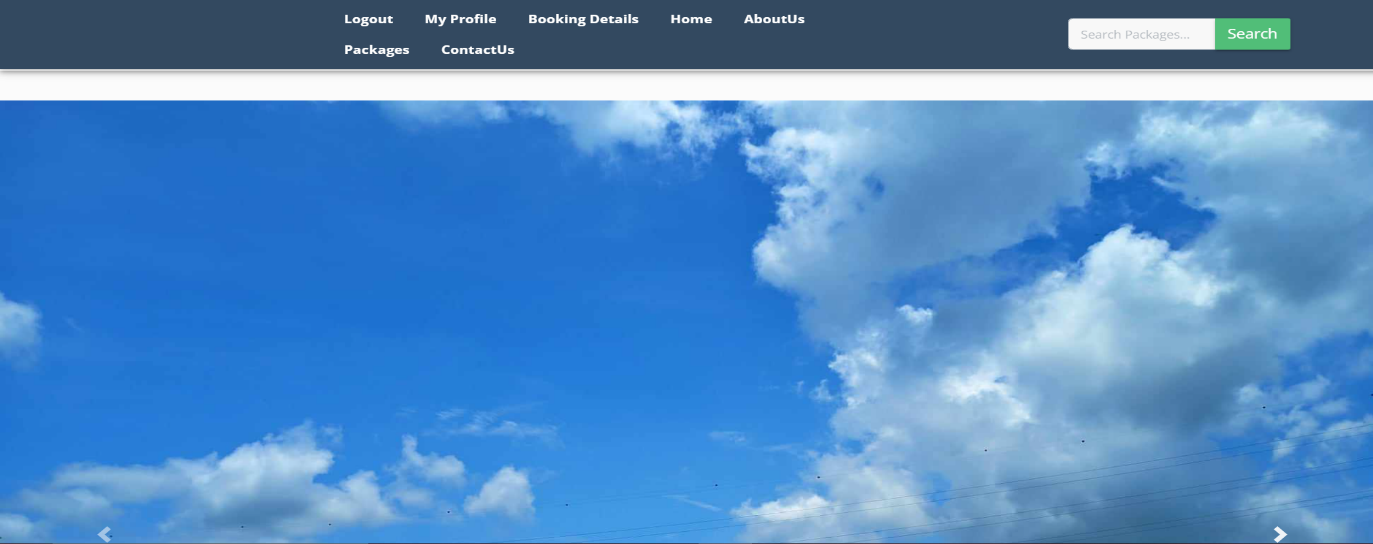 Logout My Profile Booking Details Home AboutUs
Packages ContactUs
Search Packages... Search